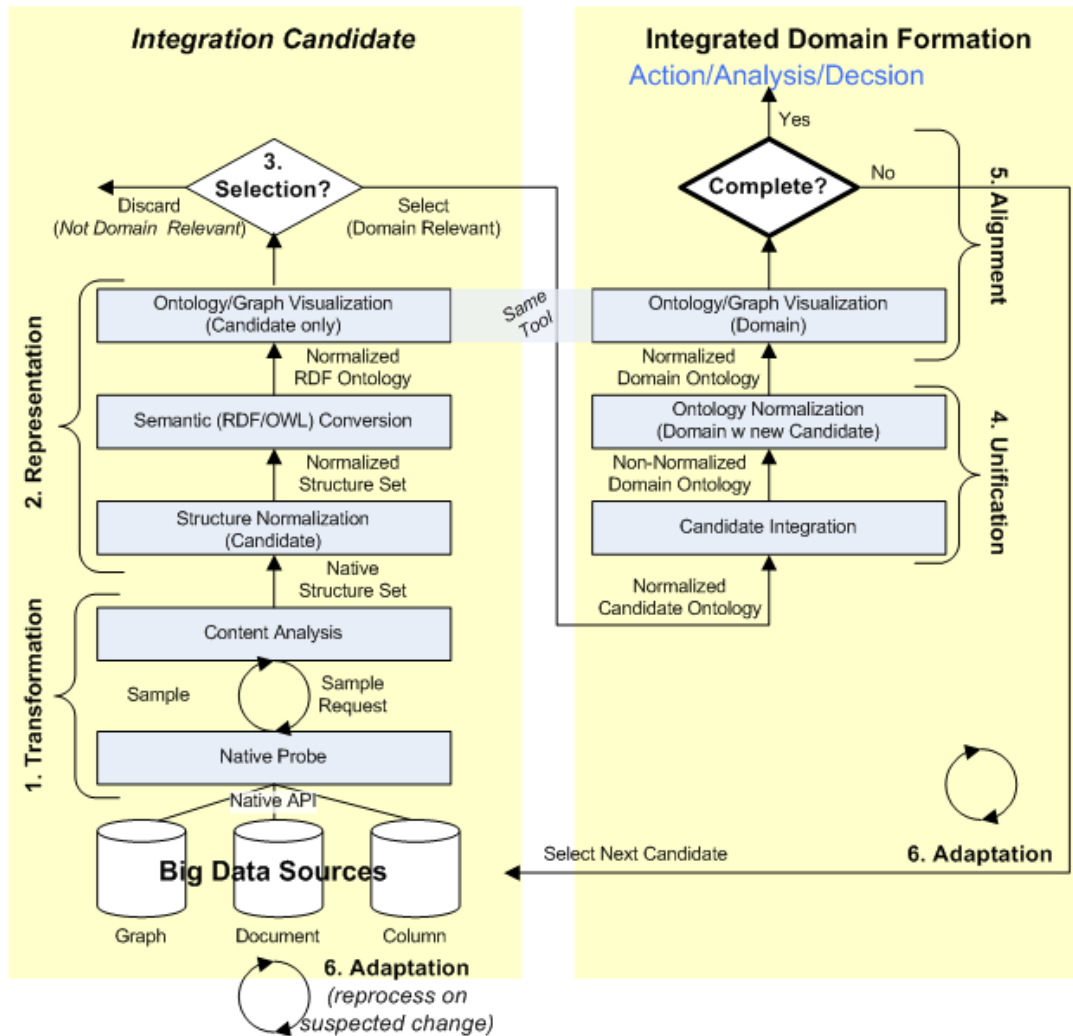 Integration Candidate
3.
Selection?
Discard
(Not Domain Relevant)
Select
(Domain Relevant)
2. Representation
Ontology/Graph Visualization
(Candidate only)
Normalized
RDF Ontology
Semantic (RDF/OWL) Conversion
Normalized
Structure Set
Structure Normalization
(Candidate)
Native
Structure Set
1. Transformation
Content Analysis
Sample
Sample
Request
Native Probe
Native API
Big Data Sources
Graph
Document
Column
6. Adaptation
(reprocess on
suspected change)
Same
Tool
Integrated Domain Formation
Action/Analysis/Decsion
Yes
Complete?
No
5. Alignment
Ontology/Graph Visualization
(Domain)
Normalized
Domain Ontology
4. Unification
Ontology Normalization
(Domain w new Candidate)
Non-Normalized
Domain Ontology
Candidate Integration
Normalized
Candidate Ontology
6. Adaptation
Select Next Candidate